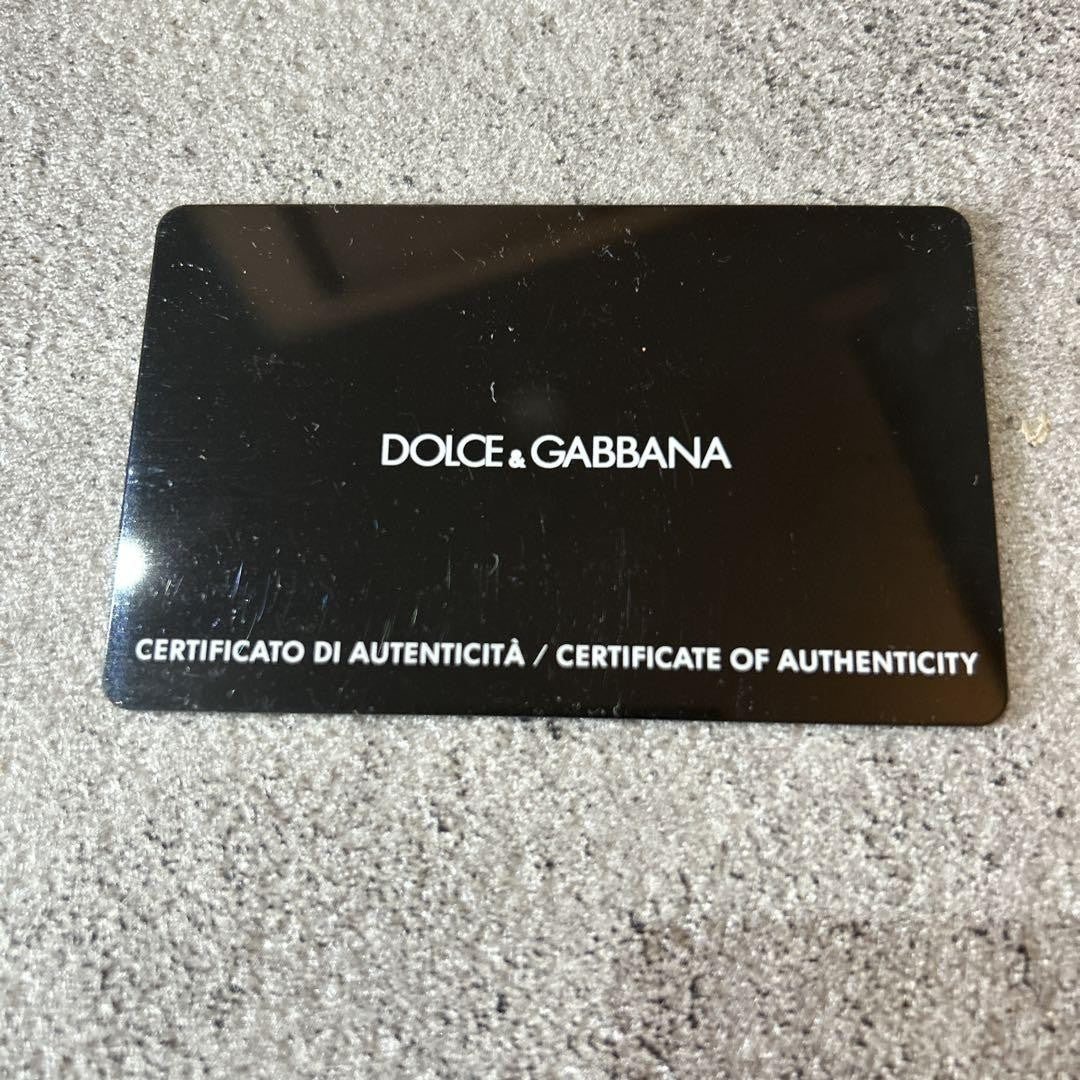 DOLCE & GABBANA
CERTIFICATO DI AUTENTICITÀ / CERTIFICATE OF AUTHENTICITY